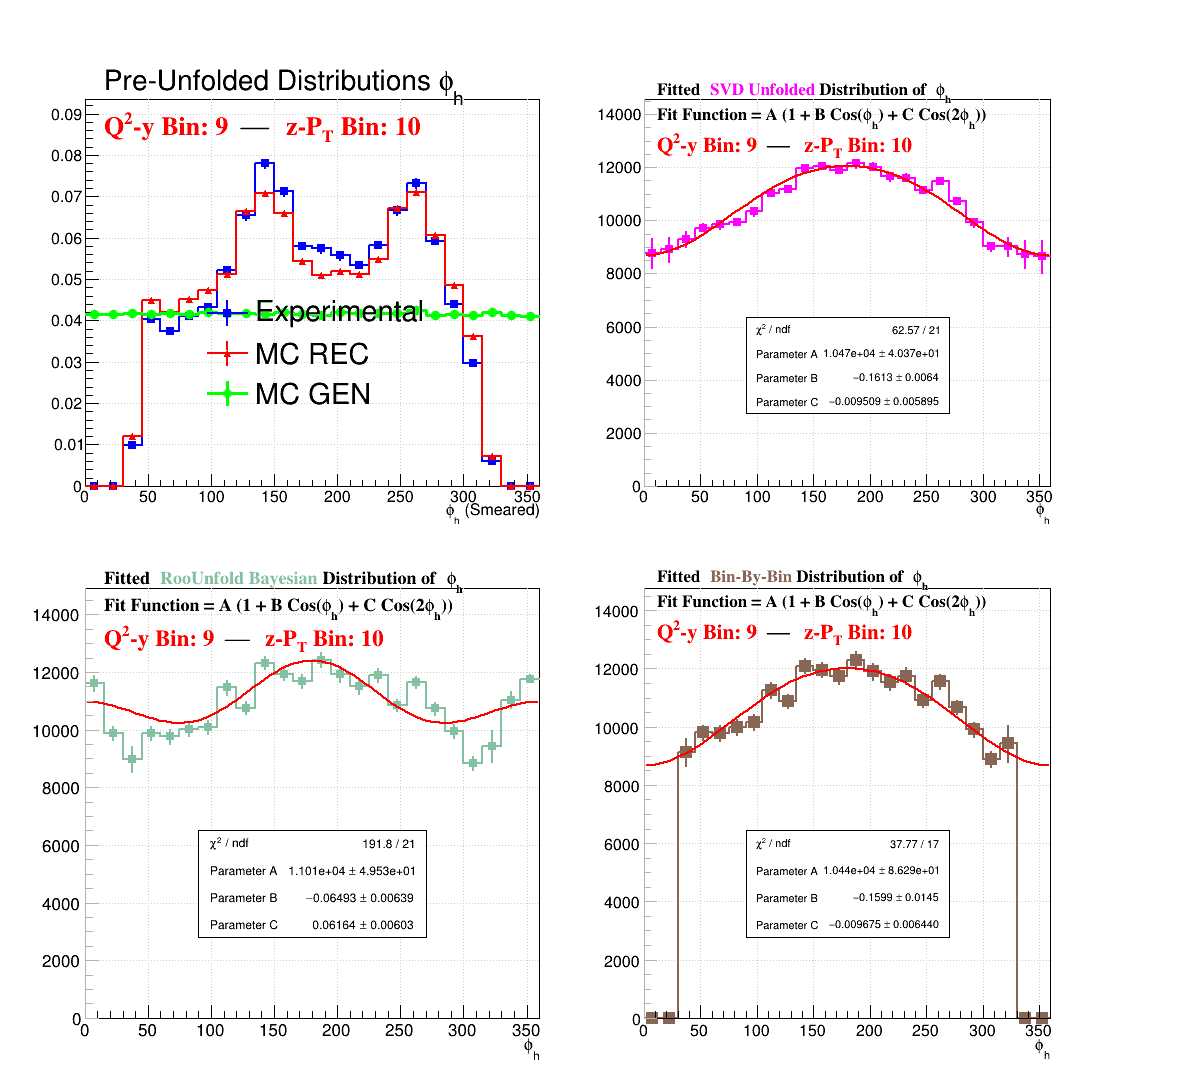 Pre-Unfolded Distributions ϕh
Q²-y Bin: 9 — z-PT Bin: 10
0.09
0.08
0.07
0.06
0.05
0.04
0.03
0.02
0.01
0
Experimental
MC REC
MC GEN
0 50 100 150 200 250 300 350
ϕh (Smeared)
Fitted SVD Unfolded Distribution of ϕh
Fit Function = A (1 + B Cos(ϕh) + C Cos(2ϕh))
Q²-y Bin: 9 — z-PT Bin: 10
14000
12000
10000
8000
6000
4000
2000
0
χ² / ndf 62.57 / 21
Parameter A 1.047e+04 ± 4.037e+01
Parameter B −0.1613 ± 0.0064
Parameter C −0.009509 ± 0.005895
0 50 100 150 200 250 300 350
ϕh
Fitted RooUnfold Bayesian Distribution of ϕh
Fit Function = A (1 + B Cos(ϕh) + C Cos(2ϕh))
Q²-y Bin: 9 — z-PT Bin: 10
14000
12000
10000
8000
6000
4000
2000
0
χ² / ndf 191.8 / 21
Parameter A 1.101e+04 ± 4.953e+01
Parameter B −0.06493 ± 0.00639
Parameter C 0.06164 ± 0.00603
0 50 100 150 200 250 300 350
ϕh
Fitted Bin-By-Bin Distribution of ϕh
Fit Function = A (1 + B Cos(ϕh) + C Cos(2ϕh))
Q²-y Bin: 9 — z-PT Bin: 10
14000
12000
10000
8000
6000
4000
2000
0
χ² / ndf 37.77 / 17
Parameter A 1.044e+04 ± 8.629e+01
Parameter B −0.1599 ± 0.0145
Parameter C −0.009675 ± 0.006440
0 50 100 150 200 250 300 350
ϕh